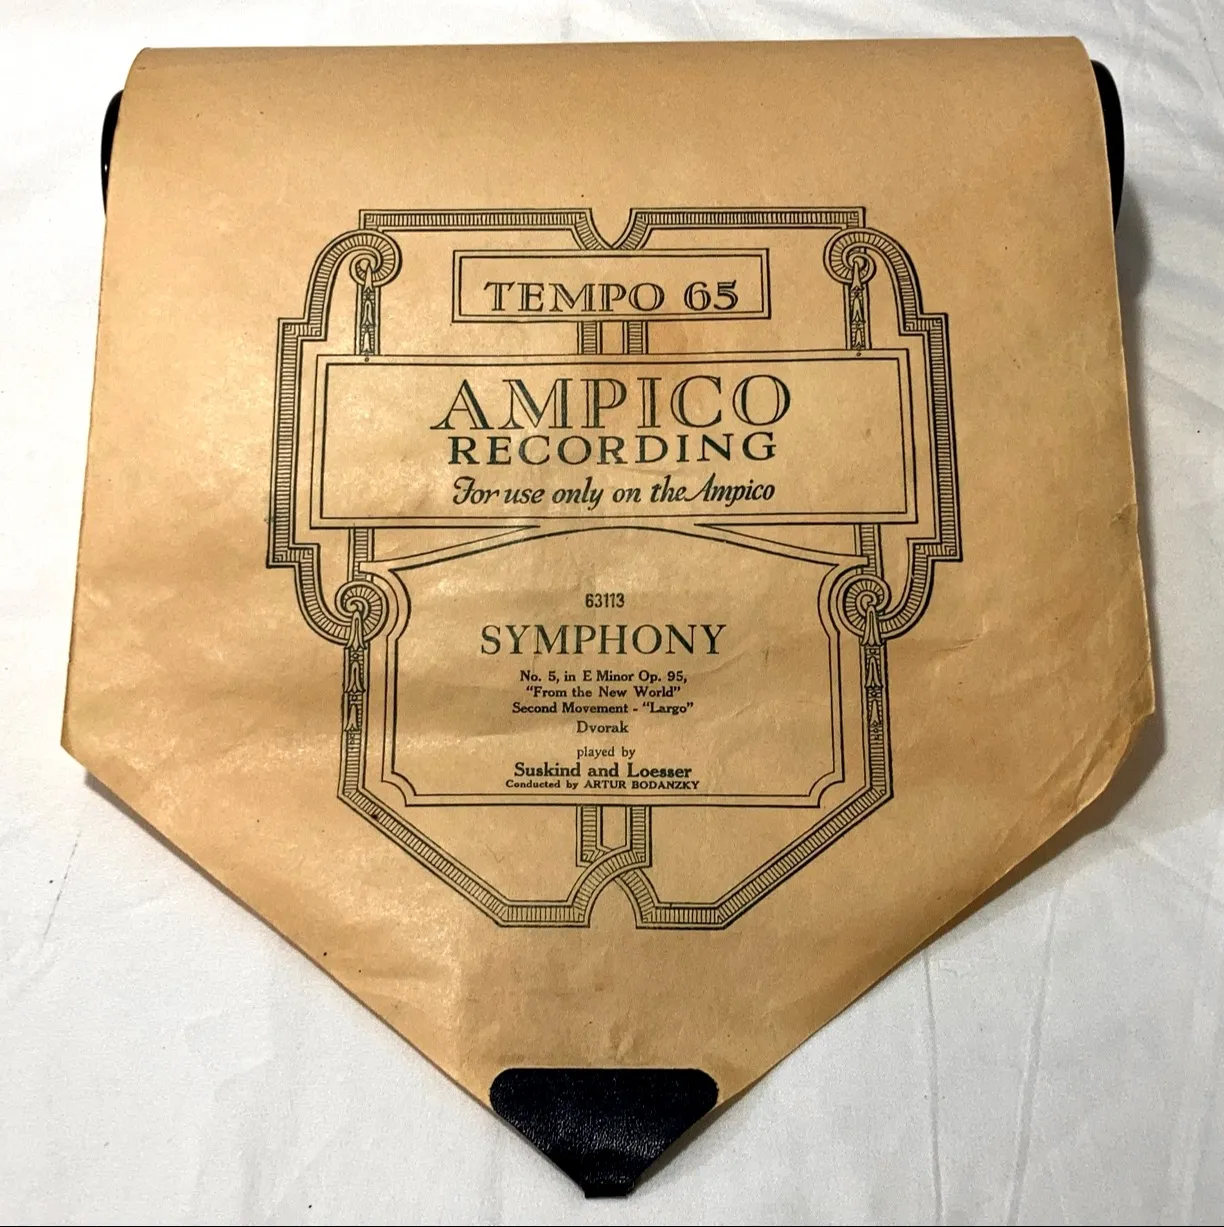 TEMPO 65
AMPICO
RECORDING
For use only on the Ampico
63113
SYMPHONY
No. 5, in E Minor Op. 95,
"From the New World"
Second Movement - "Largo"
Dvorak
played by
Suskind and Loesser
Conducted by ARTUR BODANZKY